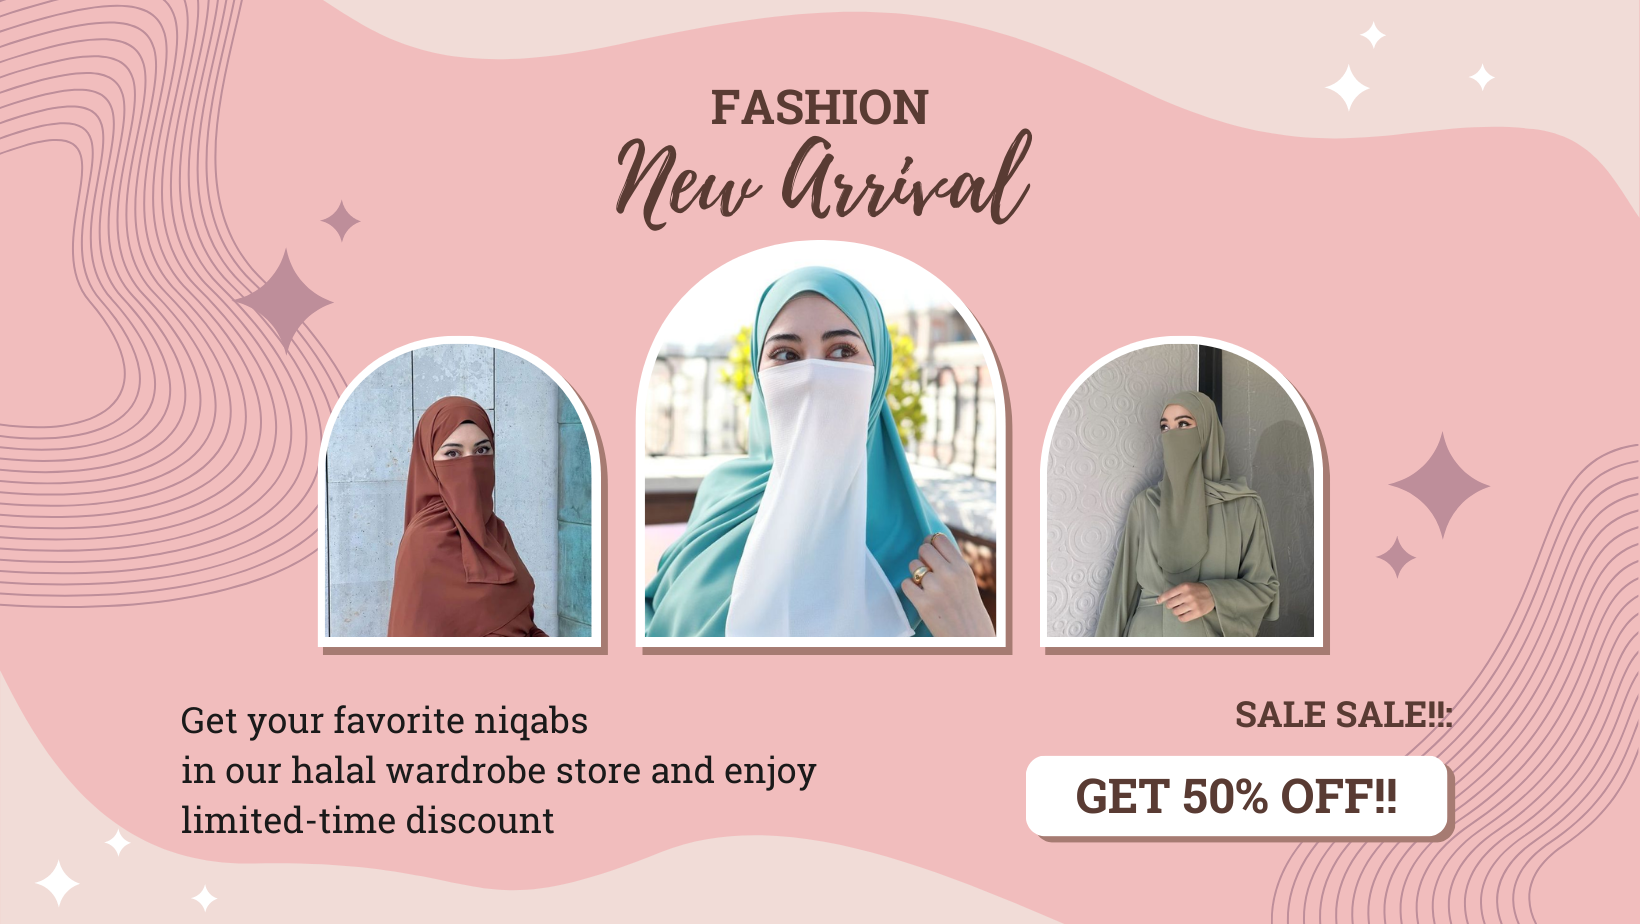 FASHION
New Arrival
Get your favorite niqabs
in our halal wardrobe store and enjoy
limited-time discount
SALE SALE!!:
GET 50% OFF!!